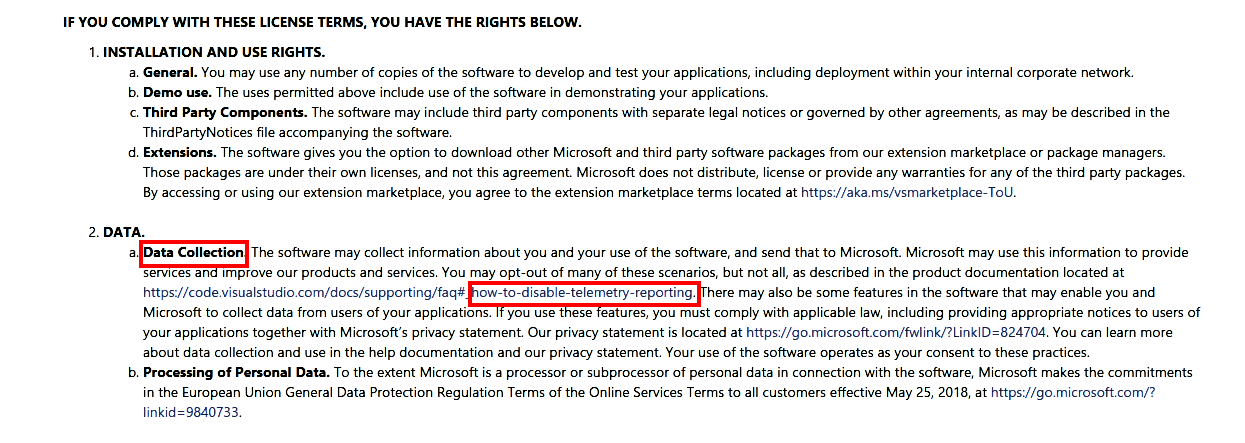 IF YOU COMPLY WITH THESE LICENSE TERMS, YOU HAVE THE RIGHTS BELOW.
1. INSTALLATION AND USE RIGHTS.
a. General. You may use any number of copies of the software to develop and test your applications, including deployment within your internal corporate network.
b. Demo use. The uses permitted above include use of the software in demonstrating your applications.
c. Third Party Components. The software may include third party components with separate legal notices or governed by other agreements, as may be described in the
ThirdPartyNotices file accompanying the software.
d. Extensions. The software gives you the option to download other Microsoft and third party software packages from our extension marketplace or package managers.
Those packages are under their own licenses, and not this agreement. Microsoft does not distribute, license or provide any warranties for any of the third party packages.
By accessing or using our extension marketplace, you agree to the extension marketplace terms located at https://aka.ms/vsmarketplace-ToU.
2. DATA.
a. Data Collection. The software may collect information about you and your use of the software, and send that to Microsoft. Microsoft may use this information to provide
services and improve our products and services. You may opt-out of many of these scenarios, but not all, as described in the product documentation located at
https://code.visualstudio.com/docs/supporting/faq#_how-to-disable-telemetry-reporting. There may also be some features in the software that may enable you and
Microsoft to collect data from users of your applications. If you use these features, you must comply with applicable law, including providing appropriate notices to users of
your applications together with Microsoft's privacy statement. Our privacy statement is located at https://go.microsoft.com/fwlink/?LinkID=824704. You can learn more
about data collection and use in the help documentation and our privacy statement. Your use of the software operates as your consent to these practices.
b. Processing of Personal Data. To the extent Microsoft is a processor or subprocessor of personal data in connection with the software, Microsoft makes the commitments
in the European Union General Data Protection Regulation Terms of the Online Services Terms to all customers effective May 25, 2018, at https://go.microsoft.com/?
linkid=9840733.